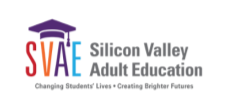 SVAE Silicon Valley
Adult Education
Changing Students' Lives • Creating Brighter Futures